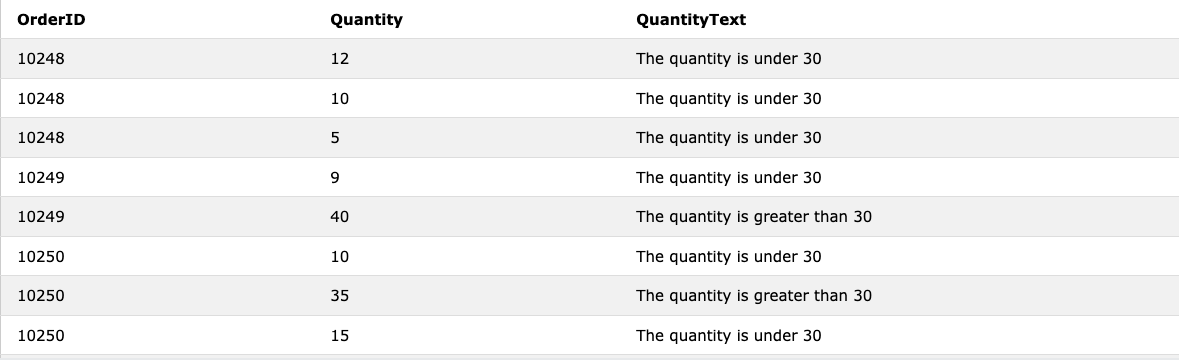 OrderID Quantity QuantityText
10248 12 The quantity is under 30
10248 10 The quantity is under 30
10248 5 The quantity is under 30
10249 9 The quantity is under 30
10249 40 The quantity is greater than 30
10250 10 The quantity is under 30
10250 35 The quantity is greater than 30
10250 15 The quantity is under 30